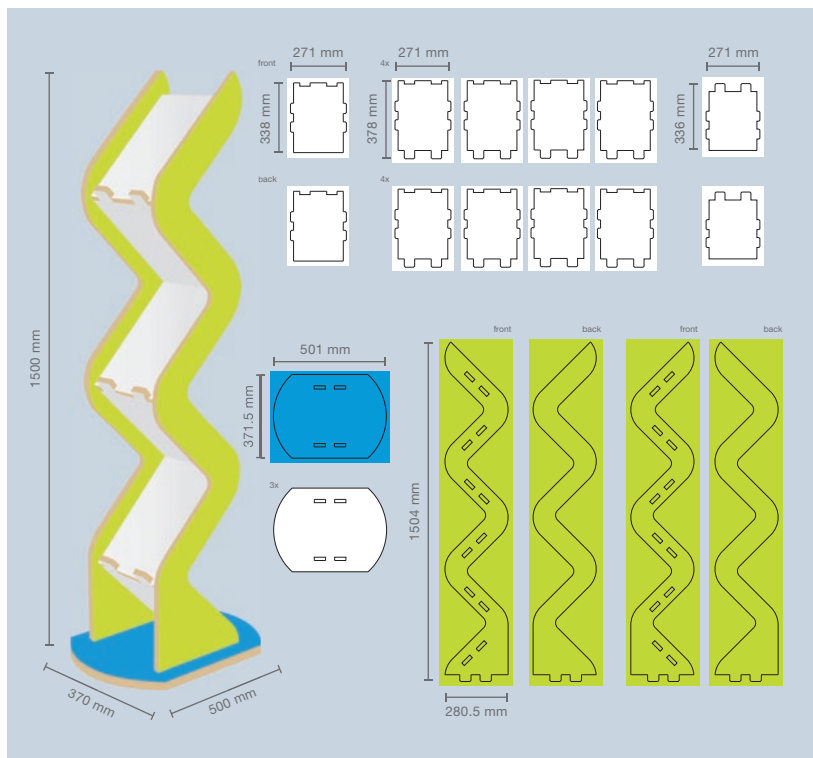 271 mm
271 mm
271 mm
front
4x
338 mm
378 mm
336 mm
back
4x
1500 mm
front
back
front
back
501 mm
371.5 mm
3x
1504 mm
370 mm
500 mm
280.5 mm